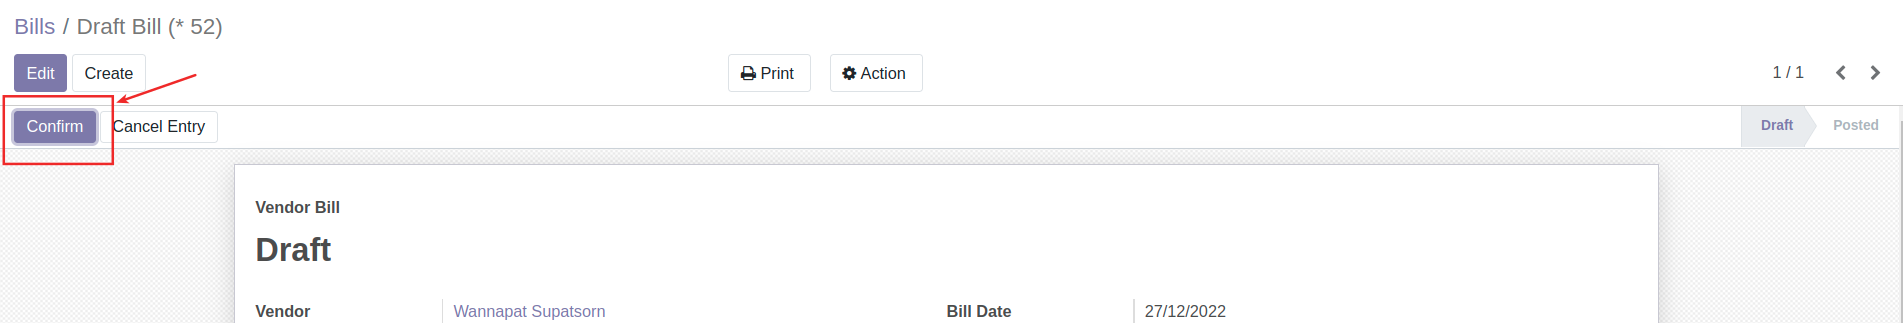 Bills / Draft Bill (* 52)
Edit Create Print Action 1 / 1
Confirm Cancel Entry Draft Posted
Vendor Bill
Draft
Vendor Wannapat Supatsorn Bill Date 27/12/2022